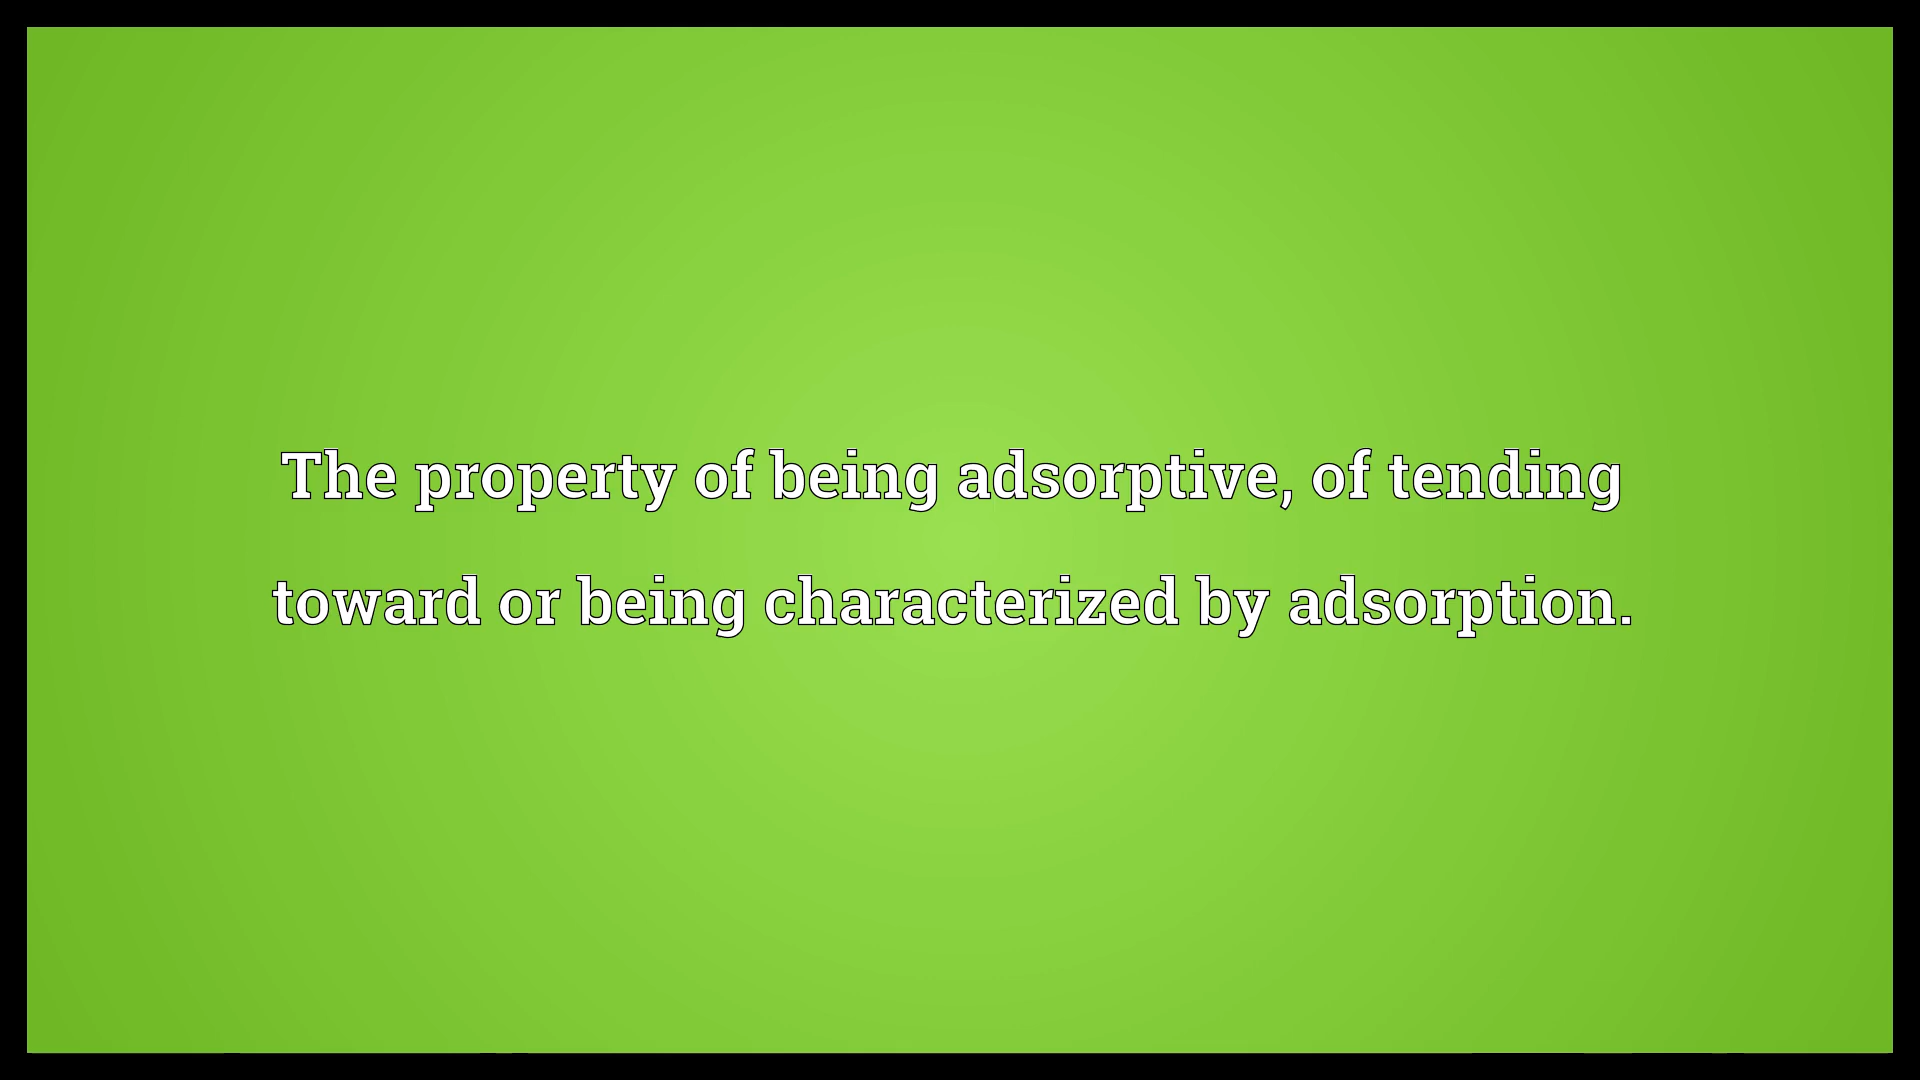 The property of being adsorptive, of tending
toward or being characterized by adsorption.